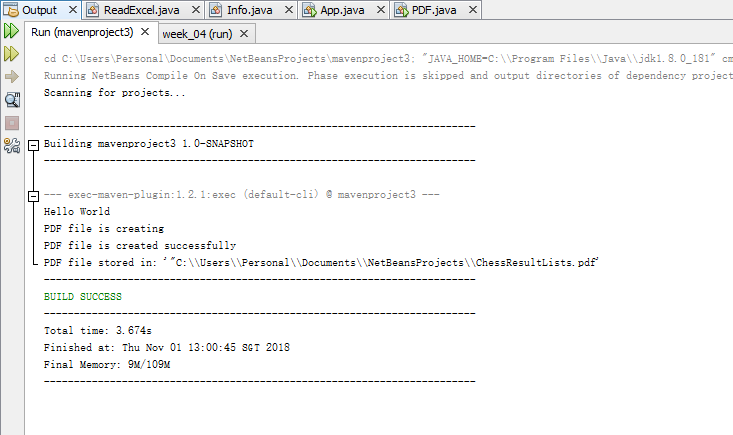 Output ReadExcel.java Info.java App.java PDF.java
Run (mavenproject3) week_04 (run)
cd C:\Users\Personal\Documents\NetBeansProjects\mavenproject3; "JAVA_HOME=C:\\Program Files\\Java\\jdk1.8.0_181" cm
Running NetBeans Compile On Save execution. Phase execution is skipped and output directories of dependency project
Scanning for projects...
------------------------------------------------------------------------
Building mavenproject3 1.0-SNAPSHOT
------------------------------------------------------------------------
--- exec-maven-plugin:1.2.1:exec (default-cli) @ mavenproject3 ---
Hello World
PDF file is creating
PDF file is created successfully
PDF file stored in: '"C:\\Users\\Personal\\Documents\\NetBeansProjects\\ChessResultLists.pdf'
------------------------------------------------------------------------
BUILD SUCCESS
------------------------------------------------------------------------
Total time: 3.674s
Finished at: Thu Nov 01 13:00:45 SGT 2018
Final Memory: 9M/109M
------------------------------------------------------------------------